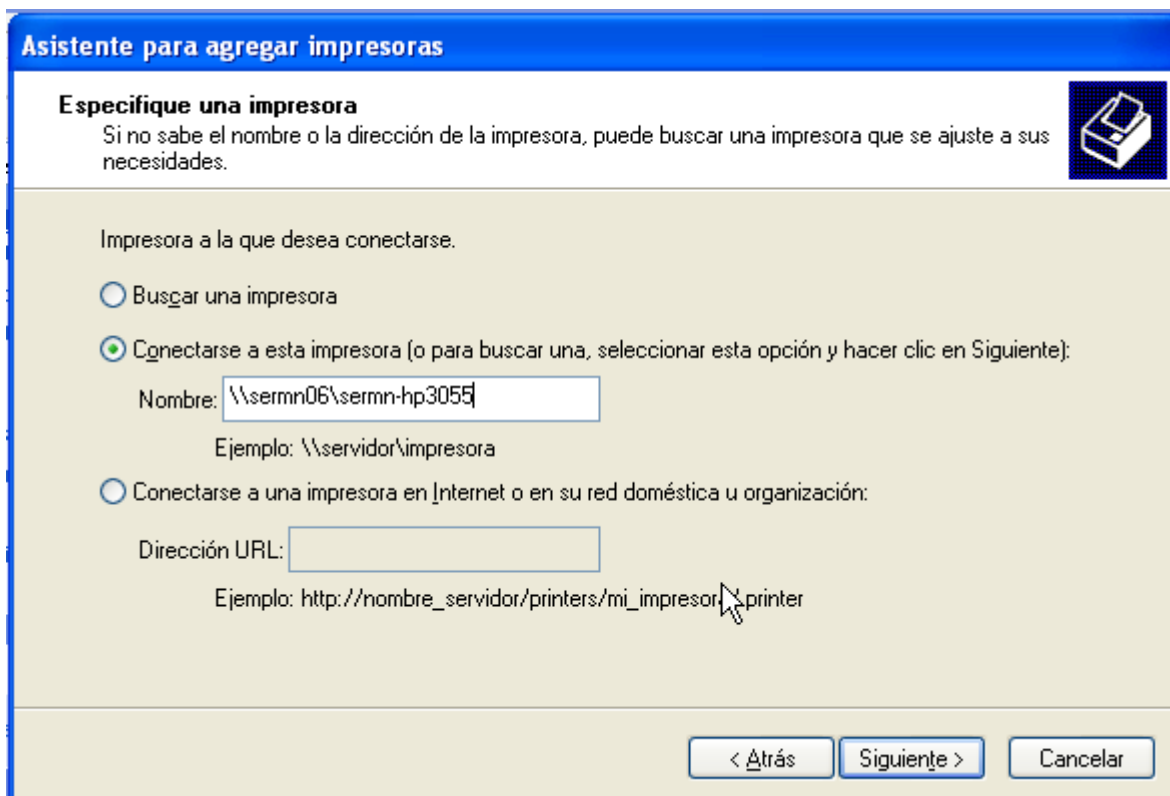 Asistente para agregar impresoras
Especifique una impresora
Si no sabe el nombre o la dirección de la impresora, puede buscar una impresora que se ajuste a sus
necesidades.
Impresora a la que desea conectarse.
Buscar una impresora
Conectarse a esta impresora (o para buscar una, seleccionar esta opción y hacer clic en Siguiente):
Nombre: \\sermn06\sermn-hp3055
Ejemplo: \\servidor\impresora
Conectarse a una impresora en Internet o en su red doméstica u organización:
Dirección URL:
Ejemplo: http://nombre_servidor/printers/mi_impresora/.printer
< Atrás Siguiente > Cancelar